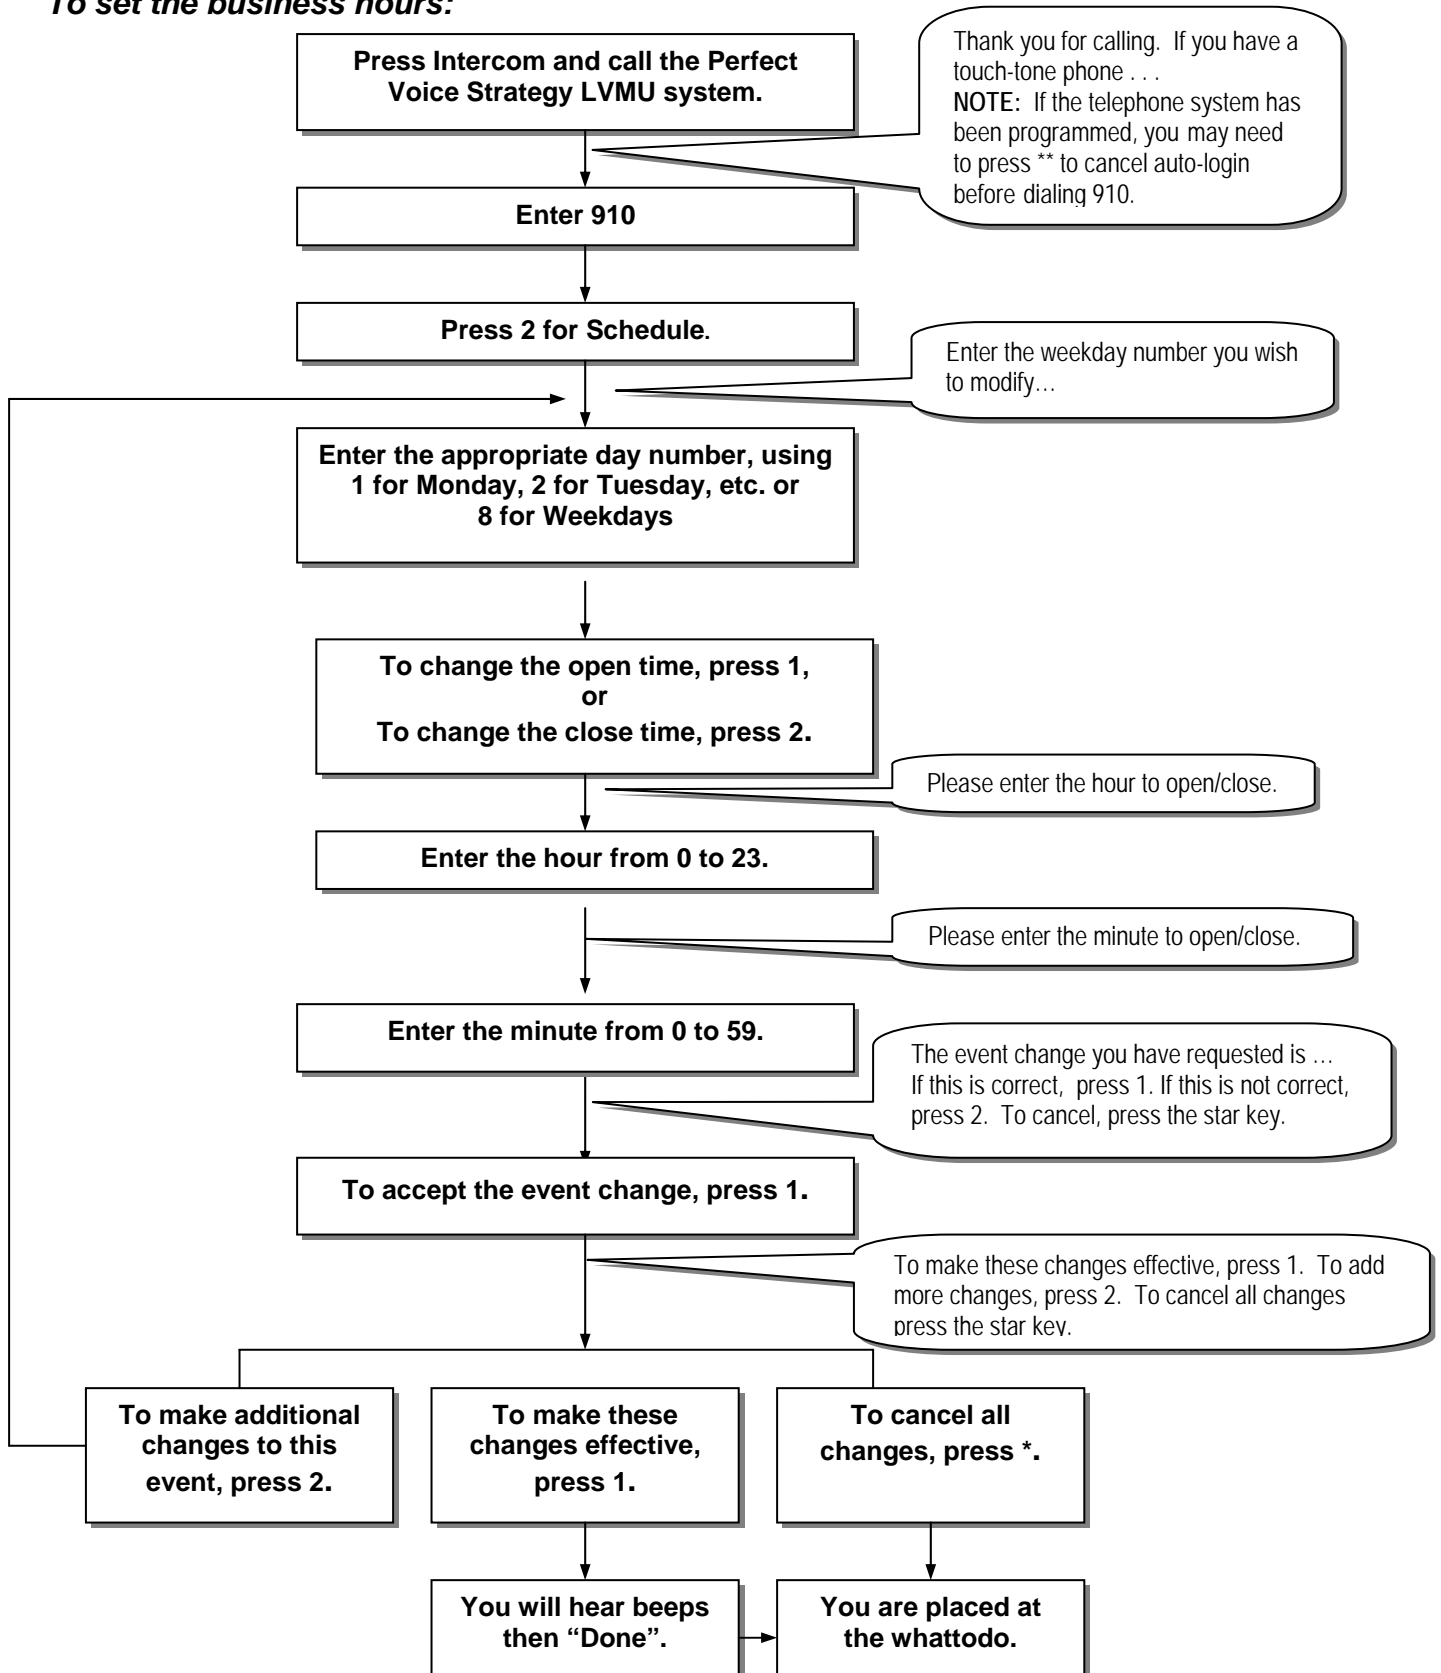 To set the business hours:
Press Intercom and call the Perfect
Voice Strategy LVMU system.
Thank you for calling. If you have a
touch-tone phone . . .
NOTE: If the telephone system has
been programmed, you may need
to press ** to cancel auto-login
before dialing 910.
Enter 910
Press 2 for Schedule.
Enter the weekday number you wish
to modify…
Enter the appropriate day number, using
1 for Monday, 2 for Tuesday, etc. or
8 for Weekdays
To change the open time, press 1,
or
To change the close time, press 2.
Please enter the hour to open/close.
Enter the hour from 0 to 23.
Please enter the minute to open/close.
Enter the minute from 0 to 59.
The event change you have requested is …
If this is correct, press 1. If this is not correct,
press 2. To cancel, press the star key.
To accept the event change, press 1.
To make these changes effective, press 1. To add
more changes, press 2. To cancel all changes
press the star key.
To make additional
changes to this
event, press 2.
To make these
changes effective,
press 1.
To cancel all
changes, press *.
You will hear beeps
then “Done”.
You are placed at
the whattodo.